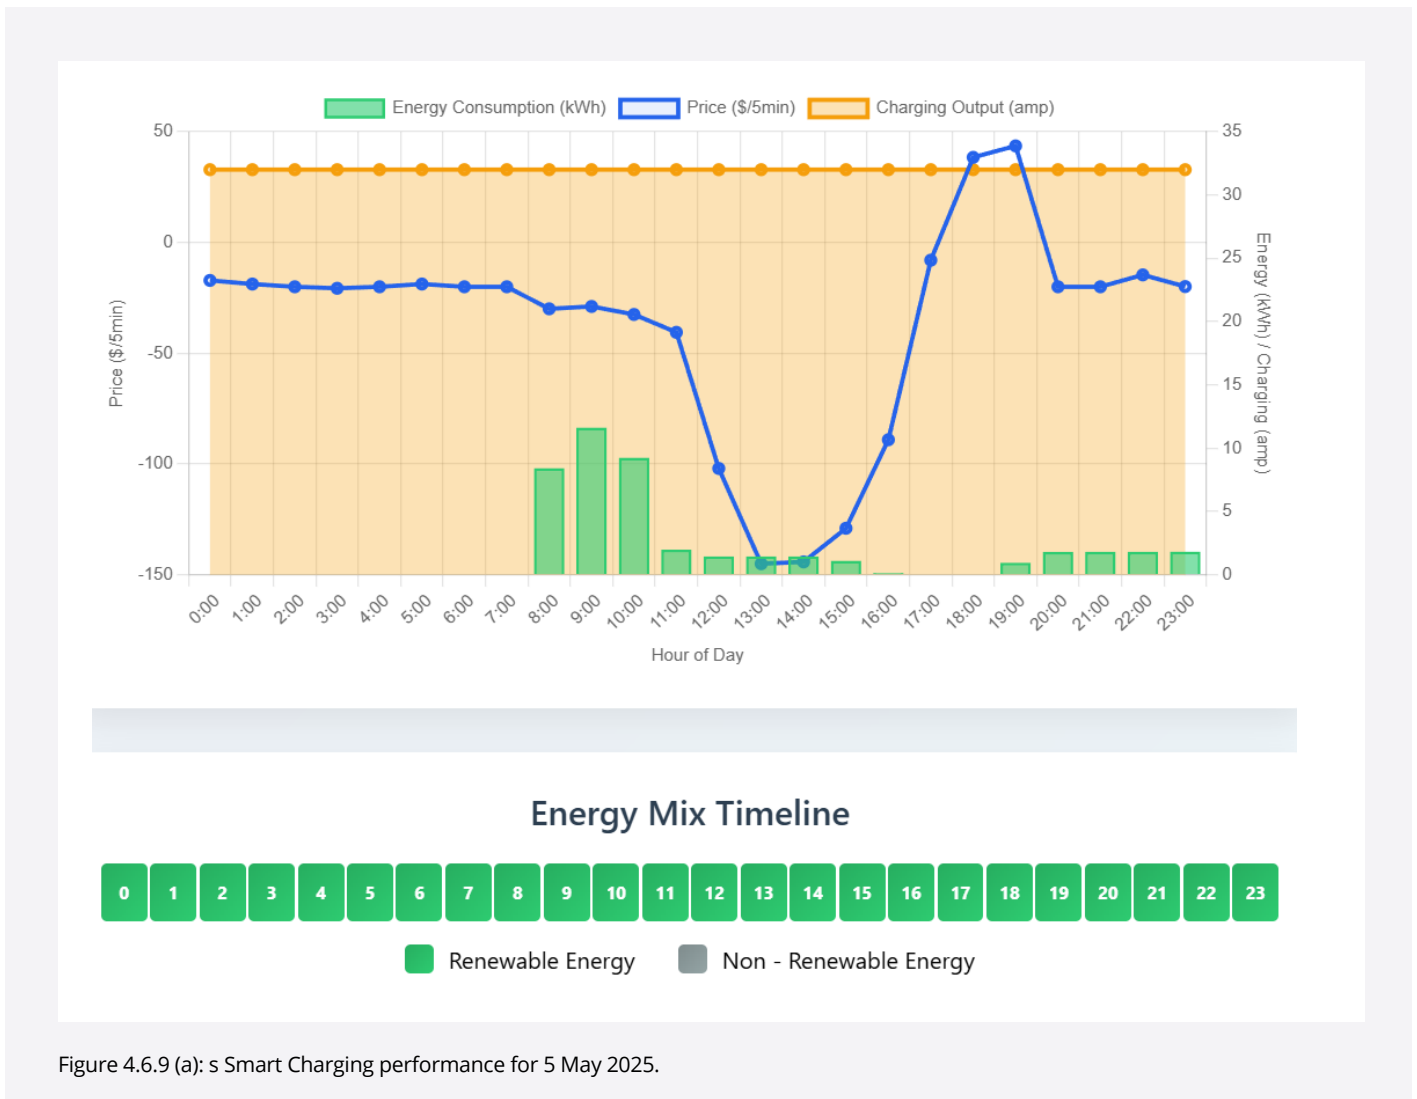 Energy Consumption (kWh) Price ($/5min) Charging Output (amp)
50 35
30
0
25
20
-50
15
10
-100
5
-150 0
Price ($/5min)
Energy (kWh) / Charging (amp)
0:00 1:00 2:00 3:00 4:00 5:00 6:00 7:00 8:00 9:00 10:00 11:00 12:00 13:00 14:00 15:00 16:00 17:00 18:00 19:00 20:00 21:00 22:00 23:00
Hour of Day
Energy Mix Timeline
0 1 2 3 4 5 6 7 8 9 10 11 12 13 14 15 16 17 18 19 20 21 22 23
Renewable Energy Non - Renewable Energy
Figure 4.6.9 (a): s Smart Charging performance for 5 May 2025.